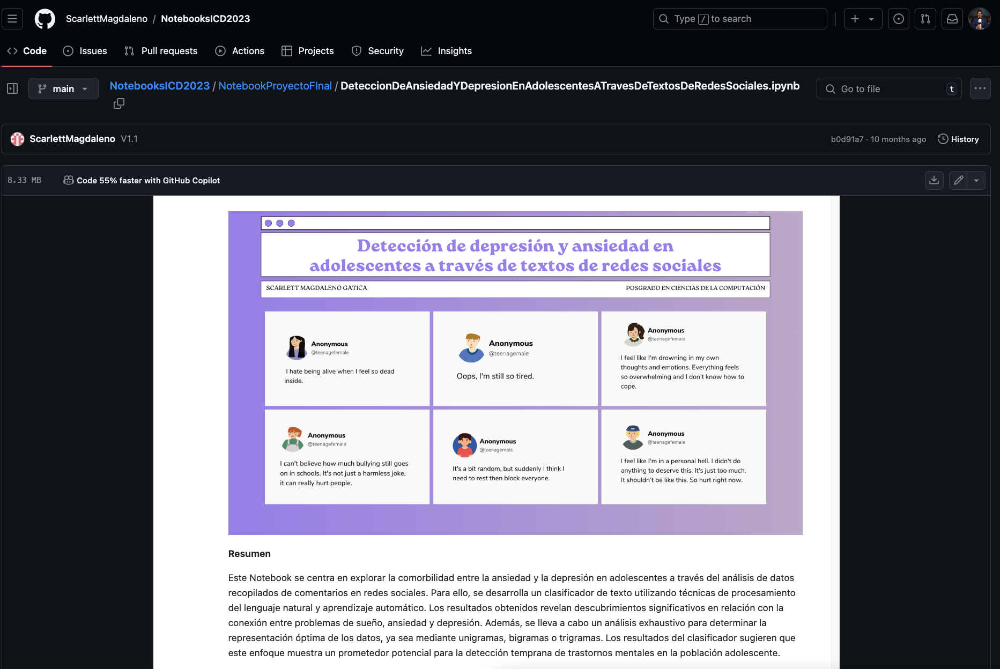 ScarlettMagdaleno / NotebooksICD2023
Type / to search
Code
Issues
Pull requests
Actions
Projects
Security
Insights
main
NotebooksICD2023 / NotebookProyectoFInal / DeteccionDeAnsiedadYDepresionEnAdolescentesATravesDeTextosDeRedesSociales.ipynb
Go to file
t
ScarlettMagdaleno V1.1
b0d91a7 · 10 months ago
History
8.33 MB
Code 55% faster with GitHub Copilot
Detección de depresión y ansiedad en
adolescentes a través de textos de redes sociales
SCARLETT MAGDALENO GATICA
POSGRADO EN CIENCIAS DE LA COMPUTACIÓN
Anonymous
@teenagefemale
I hate being alive when I feel so dead
inside.
Anonymous
@teenagemale
Oops, I'm still so tired.
Anonymous
@teenagefemale
I feel like I'm drowning in my own
thoughts and emotions. Everything feels
so overwhelming and I don't know how to
cope.
Anonymous
@teenagefemale
I can't believe how much bullying still goes
on in schools. It's not just a harmless joke,
it can really hurt people.
Anonymous
@teenagemale
It's a bit random, but suddenly I think I
need to rest then block everyone.
Anonymous
@teenagefemale
I feel like I'm in a personal hell. I didn't do
anything to deserve this. It's just too much.
It shouldn't be like this. So hurt right now.
Resumen
Este Notebook se centra en explorar la comorbilidad entre la ansiedad y la depresión en adolescentes a través del análisis de datos
recopilados de comentarios en redes sociales. Para ello, se desarrolla un clasificador de texto utilizando técnicas de procesamiento
del lenguaje natural y aprendizaje automático. Los resultados obtenidos revelan descubrimientos significativos en relación con la
conexión entre problemas de sueño, ansiedad y depresión. Además, se lleva a cabo un análisis exhaustivo para determinar la
representación óptima de los datos, ya sea mediante unigramas, bigramas o trigramas. Los resultados del clasificador sugieren que
este enfoque muestra un prometedor potencial para la detección temprana de trastornos mentales en la población adolescente.